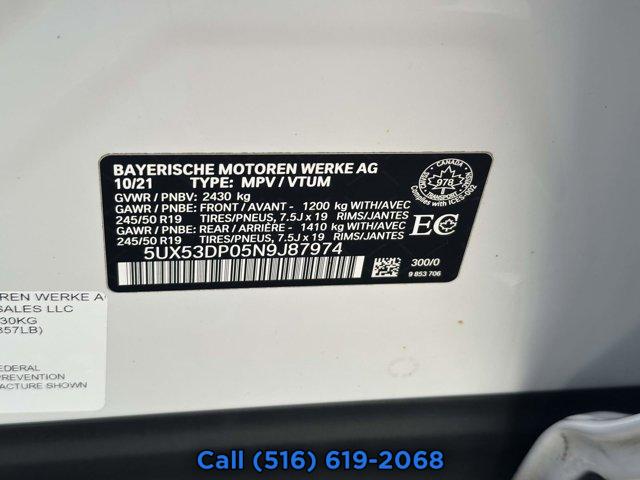 BAYERISCHE MOTOREN WERKE AG
10/21 TYPE: MPV / VTUM
GVWR / PNBV: 2430 kg
GAWR / PNBE: FRONT / AVANT - 1200 kg WITH/AVEC
245/50 R19 TIRES/PNEUS, 7.5J x 19 RIMS/JANTES
GAWR / PNBE: REAR / ARRIÈRE - 1410 kg WITH/AVEC
245/50 R19 TIRES/PNEUS, 7.5J x 19 RIMS/JANTES
5UX53DP05N9J87974
CANADA
978
T
Complies with ICES-002
EC
300/0
9 853 706
EN WERKE A
SALES LLC
30KG
357LB)
EDERAL
PREVENTION
FACTURE SHOWN
Call (516) 619-2068